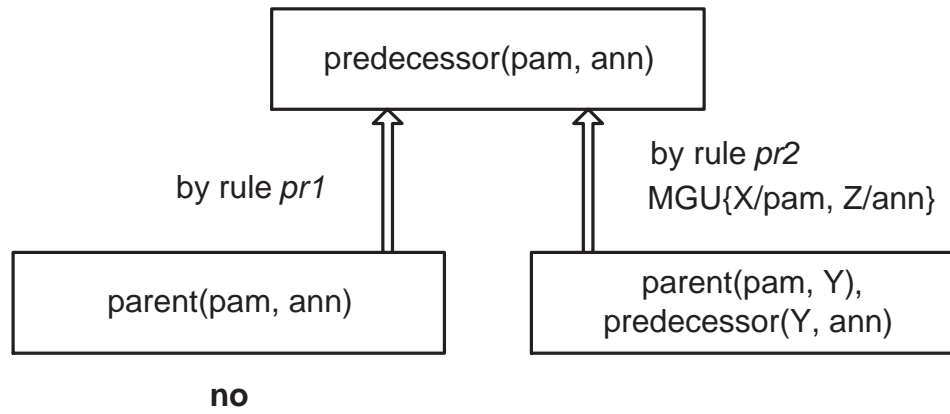 predecessor(pam, ann)
by rule pr1
by rule pr2
MGU{X/pam, Z/ann}
parent(pam, ann)
parent(pam, Y),
predecessor(Y, ann)
no